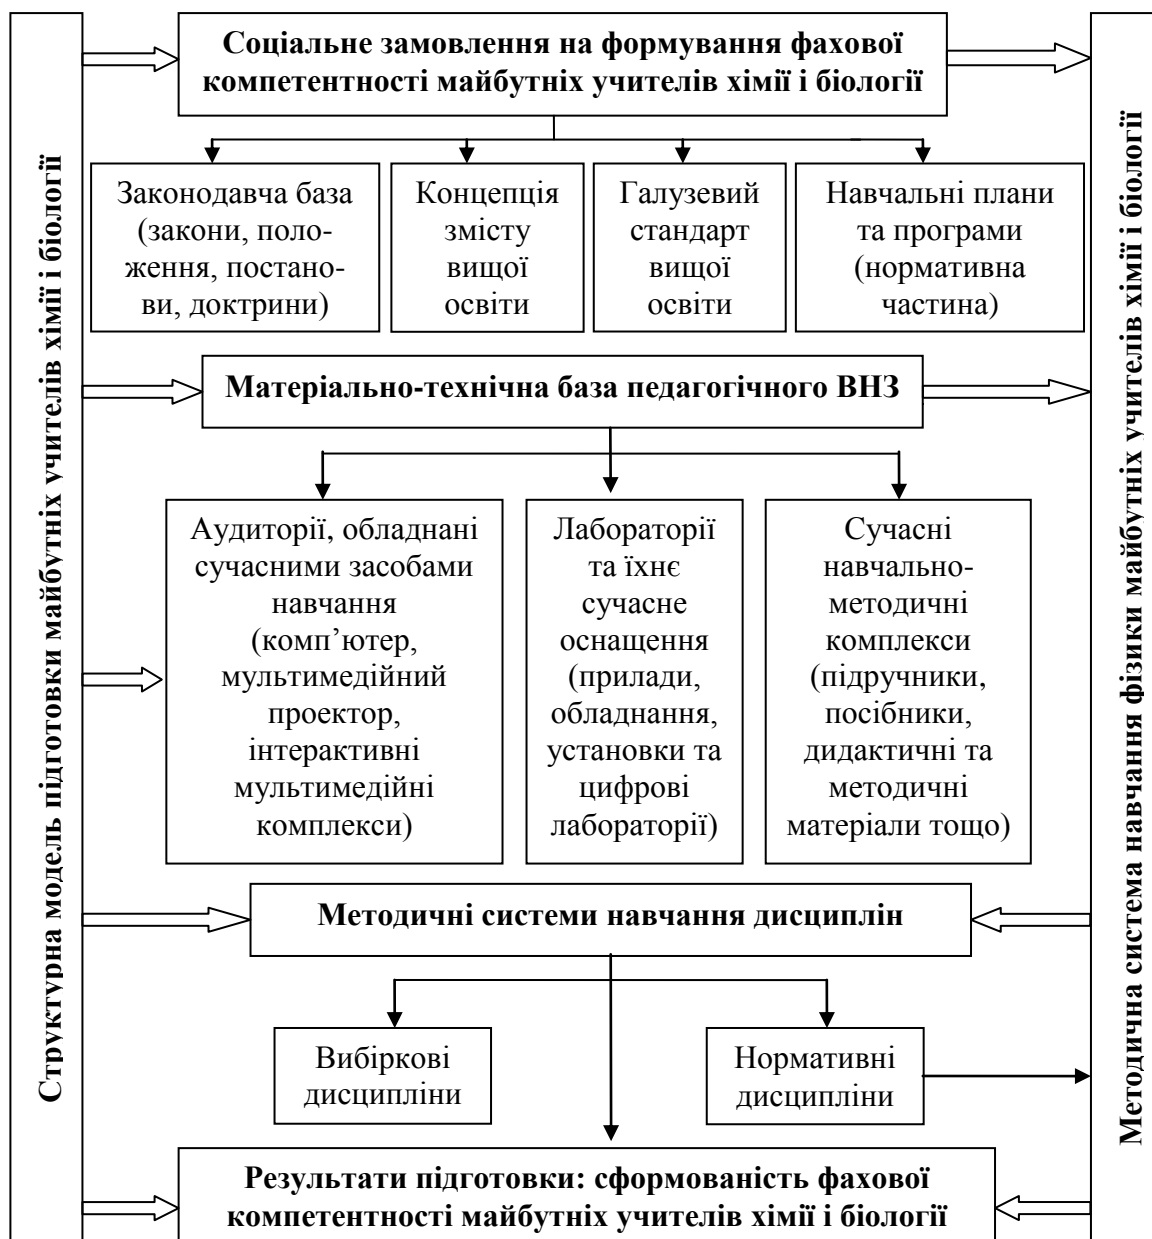 Структурна модель підготовки майбутніх учителів хімії і біології
Соціальне замовлення на формування фахової
компетентності майбутніх учителів хімії і біології
Законодавча база
(закони, поло-
ження, постано-
ви, доктрини)
Концепція
змісту
вищої
освіти
Галузевий
стандарт
вищої
освіти
Навчальні плани
та програми
(нормативна
частина)
Матеріально-технічна база педагогічного ВНЗ
Аудиторії, обладнані
сучасними засобами
навчання
(комп’ютер,
мультимедійний
проектор,
інтерактивні
мультимедійні
комплекси)
Лабораторії
та їхнє
сучасне
оснащення
(прилади,
обладнання,
установки та
цифрові
лабораторії)
Сучасні
навчально-
методичні
комплекси
(підручники,
посібники,
дидактичні та
методичні
матеріали тощо)
Методичні системи навчання дисциплін
Вибіркові
дисципліни
Нормативні
дисципліни
Результати підготовки: сформованість фахової
компетентності майбутніх учителів хімії і біології
Методична система навчання фізики майбутніх учителів хімії і біології